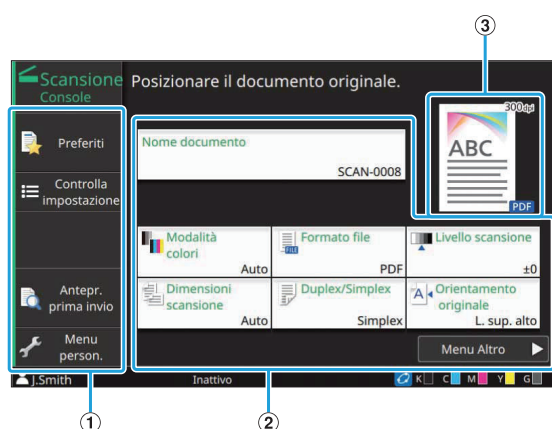 ③
Scansione
Console
Posizionare il documento originale.
300dpi
Preferiti
Nome documento
SCAN-0008
ABC
PDF
Controlla
impostazione
Modalità
colori
Auto
Formato file
FILE
PDF
Livello scansione
±0
Antepr.
prima invio
Dimensioni
scansione
Auto
Duplex/Simplex
Simplex
A
Orientamento
originale
L. sup. alto
Menu
person.
Menu Altro
J.Smith
Inattivo
K C M Y G
①
②